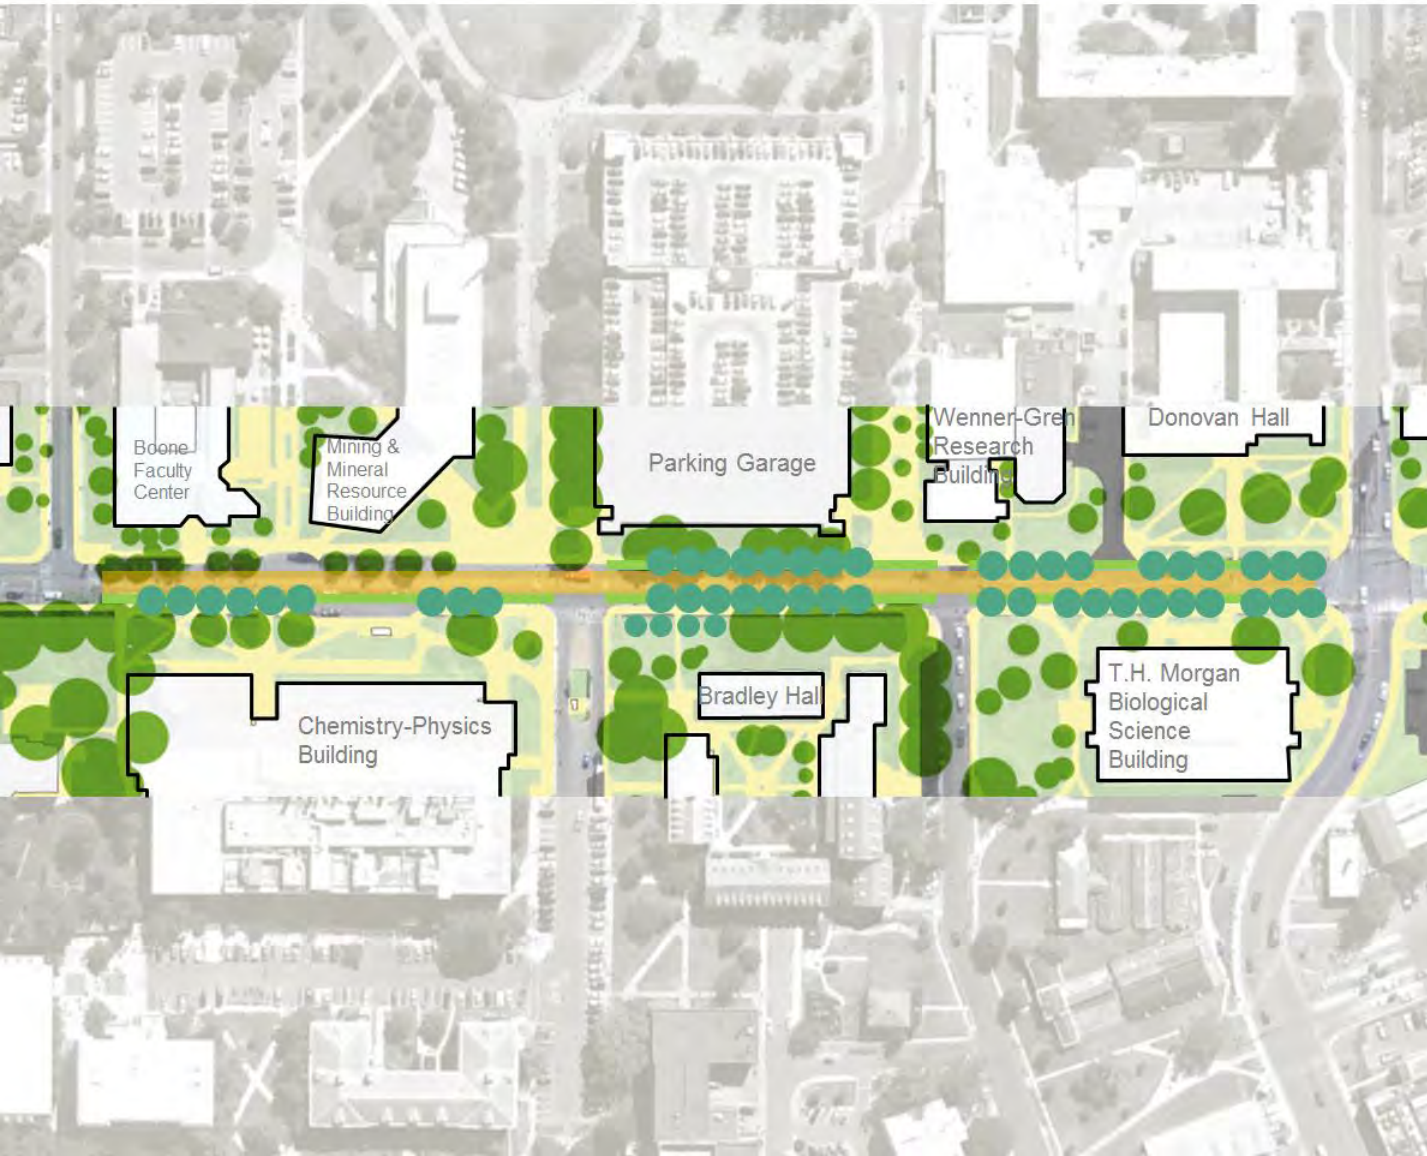 Boone
Faculty
Center
Mining &
Mineral
Resource
Building
Parking Garage
Wenner-Gren
Research
Building
Donovan Hall
Chemistry-Physics
Building
Bradley Hall
T.H. Morgan
Biological
Science
Building